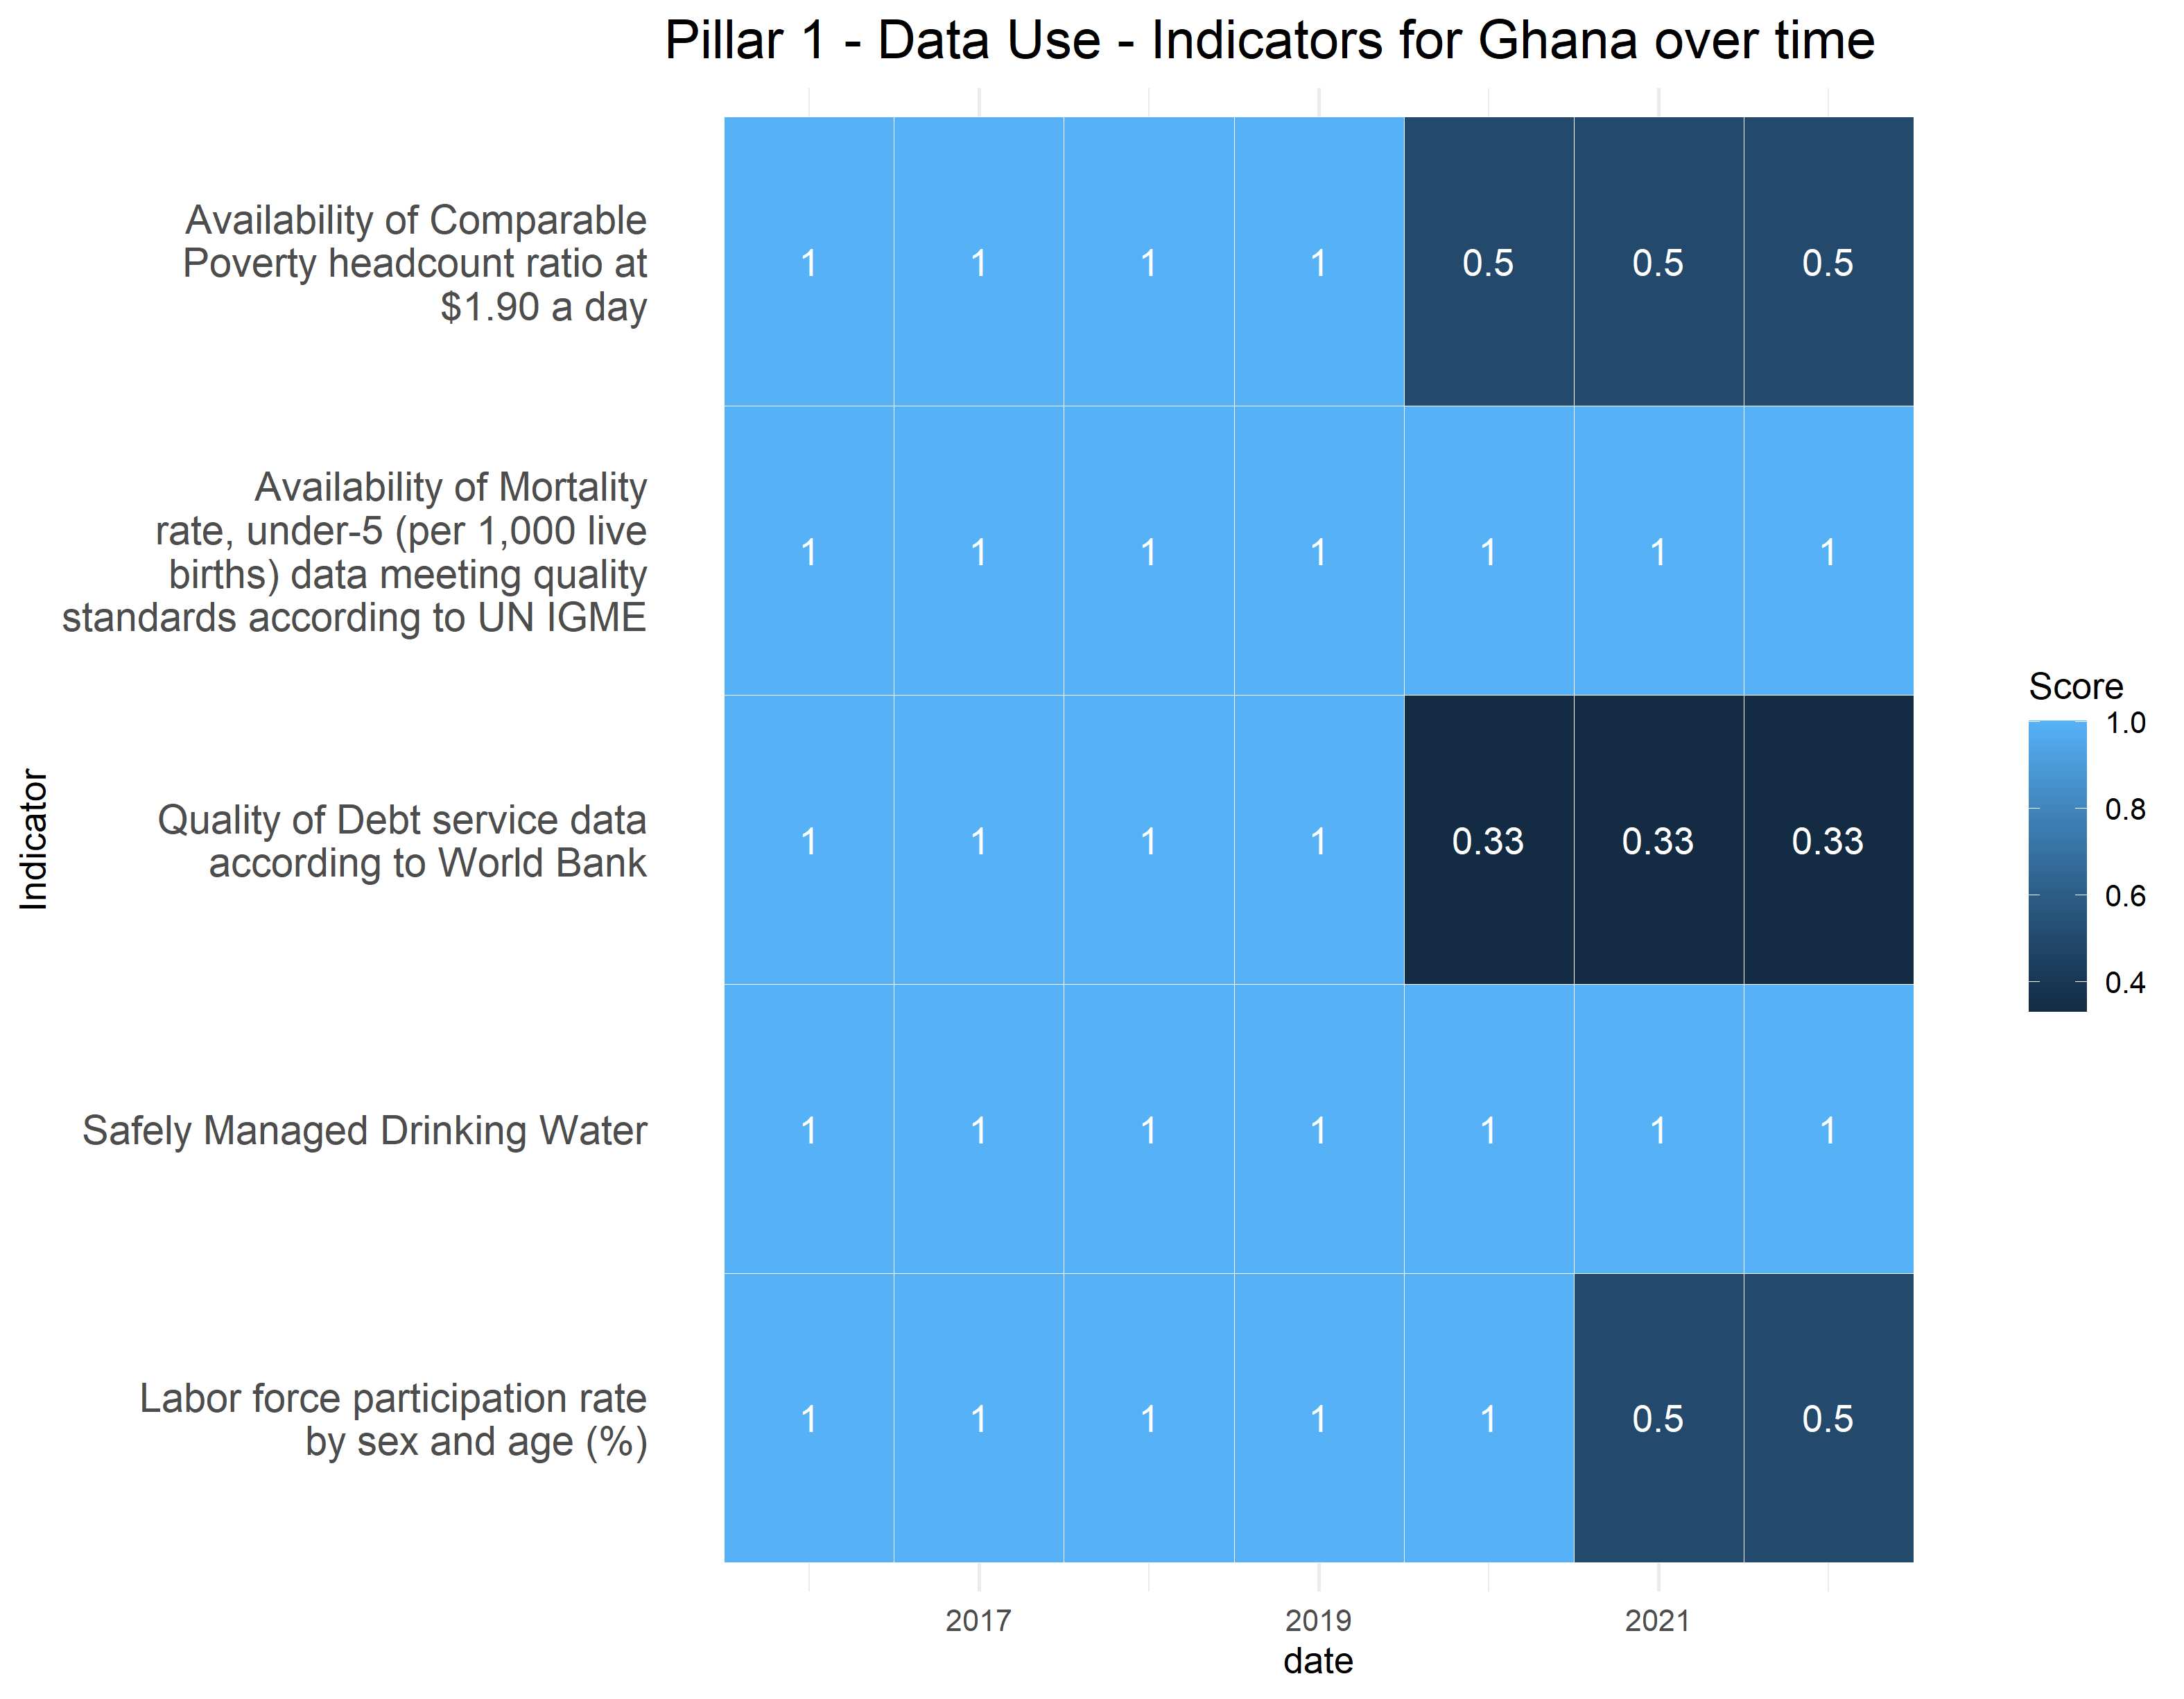 Pillar 1 - Data Use - Indicators for Ghana over time
Indicator
Availability of Comparable
Poverty headcount ratio at
$1.90 a day
1 1 1 1 0.5 0.5 0.5
Availability of Mortality
rate, under-5 (per 1,000 live
births) data meeting quality
standards according to UN IGME
1 1 1 1 1 1 1
Quality of Debt service data
according to World Bank
1 1 1 1 0.33 0.33 0.33
Safely Managed Drinking Water
1 1 1 1 1 1 1
Labor force participation rate
by sex and age (%)
1 1 1 1 1 0.5 0.5
2017 2019 2021
date
Score
1.0
0.8
0.6
0.4